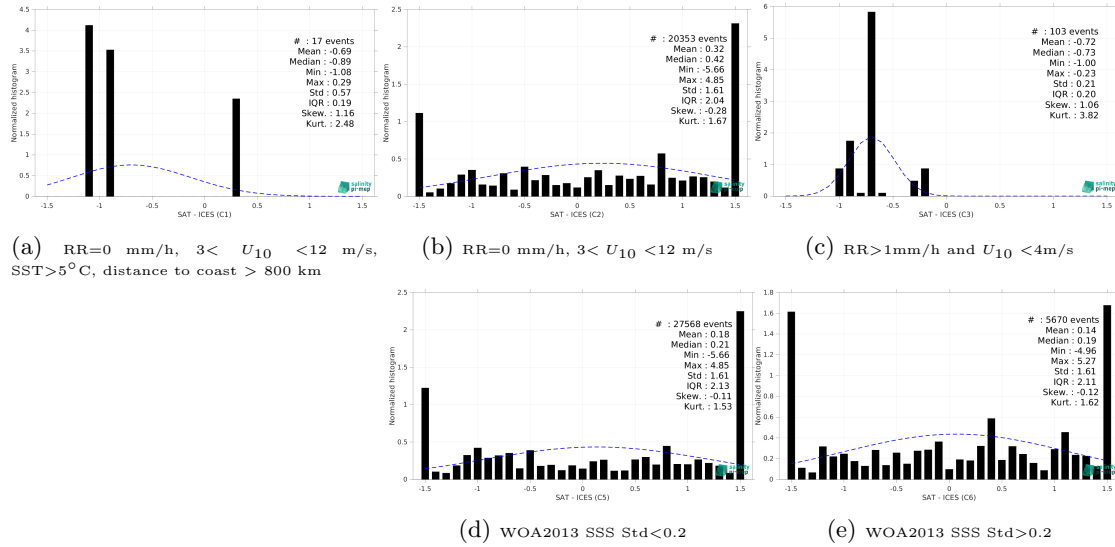 4.5
4
3.5
3
2.5
2
1.5
1
0.5
0
Normalized histogram
# : 17 events
Mean : -0.69
Median : -0.89
Min : -1.08
Max : 0.29
Std : 0.57
IQR : 0.19
Skew. : 1.16
Kurt. : 2.48
salinity
pi-mep
-1.5 -1 -0.5 0 0.5 1 1.5
SAT - ICES (C1)
(a) RR=0 mm/h, 3< U10 <12 m/s,
SST>5°C, distance to coast > 800 km
2.5
2
1.5
1
0.5
0
Normalized histogram
# : 20353 events
Mean : 0.32
Median : 0.42
Min : -5.66
Max : 4.85
Std : 1.61
IQR : 2.04
Skew. : -0.28
Kurt. : 1.67
salinity
pi-mep
-1.5 -1 -0.5 0 0.5 1 1.5
SAT - ICES (C2)
(b) RR=0 mm/h, 3< U10 <12 m/s
6
5
4
3
2
1
0
Normalized histogram
# : 103 events
Mean : -0.72
Median : -0.73
Min : -1.00
Max : -0.23
Std : 0.21
IQR : 0.20
Skew. : 1.06
Kurt. : 3.82
salinity
pi-mep
-1.5 -1 -0.5 0 0.5 1 1.5
SAT - ICES (C3)
(c) RR>1mm/h and U10 <4m/s
2.5
2
1.5
1
0.5
0
Normalized histogram
# : 27568 events
Mean : 0.18
Median : 0.21
Min : -5.66
Max : 4.85
Std : 1.61
IQR : 2.13
Skew. : -0.11
Kurt. : 1.53
salinity
pi-mep
-1.5 -1 -0.5 0 0.5 1 1.5
SAT - ICES (C5)
(d) WOA2013 SSS Std<0.2
1.8
1.6
1.4
1.2
1
0.8
0.6
0.4
0.2
0
Normalized histogram
# : 5670 events
Mean : 0.14
Median : 0.19
Min : -4.96
Max : 5.27
Std : 1.61
IQR : 2.11
Skew. : -0.12
Kurt. : 1.62
salinity
pi-mep
-1.5 -1 -0.5 0 0.5 1 1.5
SAT - ICES (C6)
(e) WOA2013 SSS Std>0.2